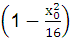 (1 − x₀²/16)